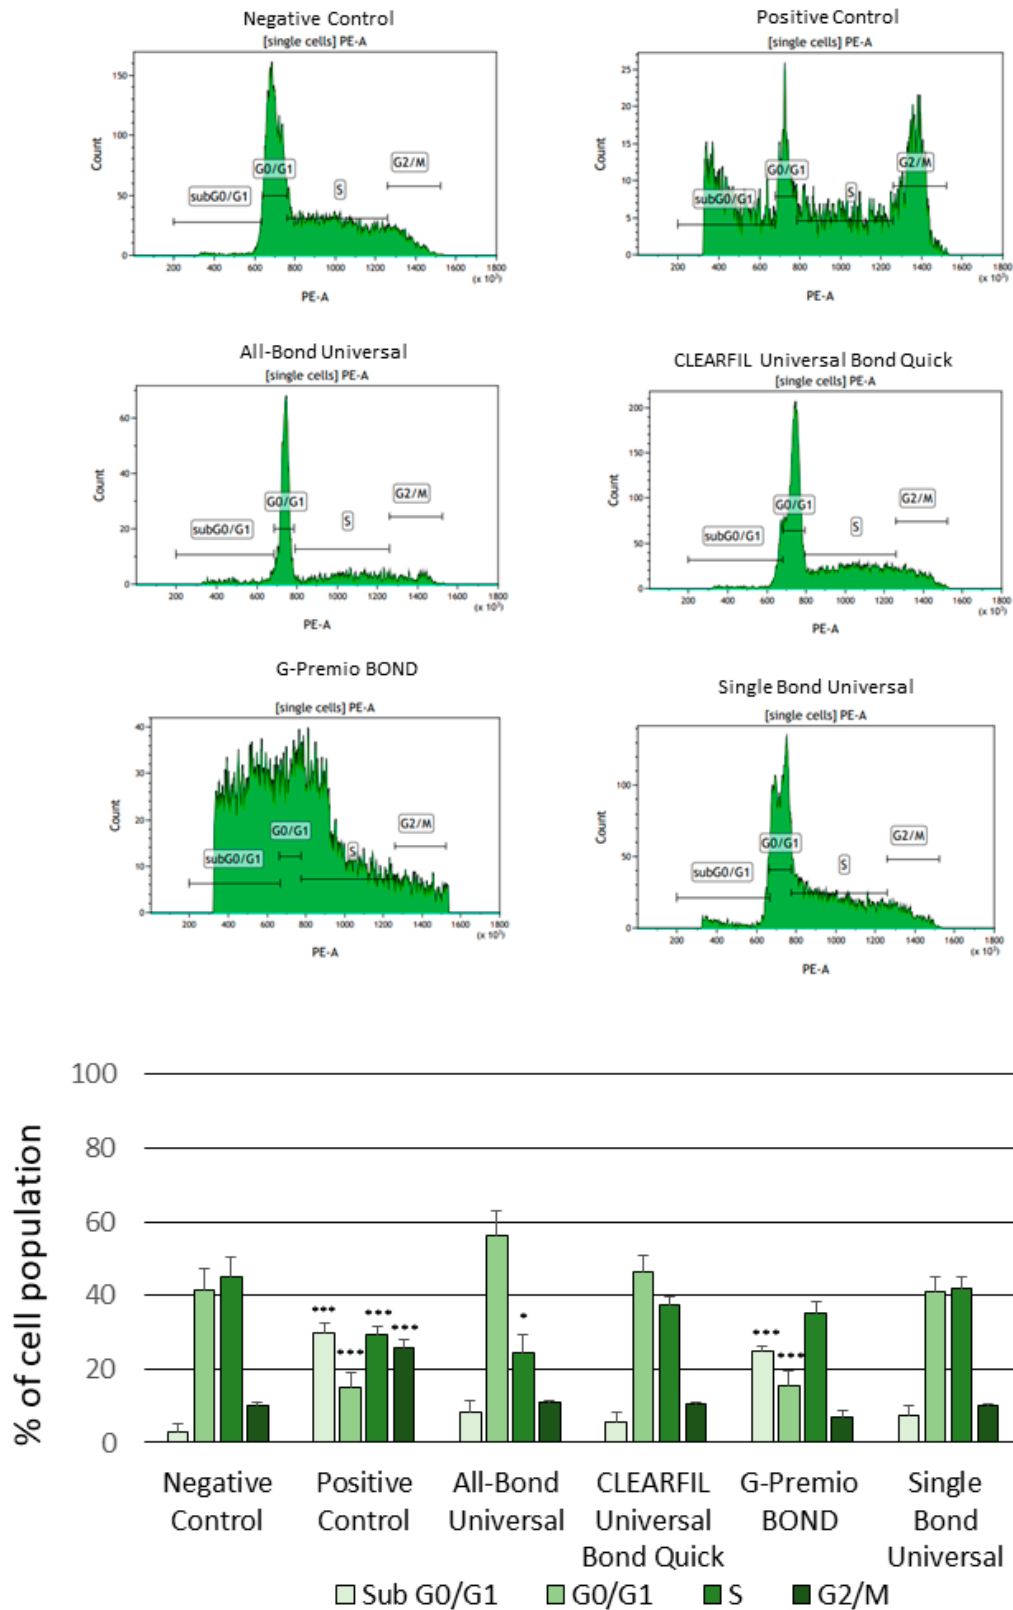 Negative Control
[single cells] PE-A
Count
150
100
50
0
subG0/G1
G0/G1
S
G2/M
200 400 600 800 1000 1200 1400 1600 1800
(x 10³)
PE-A
Positive Control
[single cells] PE-A
Count
25
20
15
10
5
0
subG0/G1
G0/G1
S
G2/M
200 400 600 800 1000 1200 1400 1600 1800
(x 10³)
PE-A
All-Bond Universal
[single cells] PE-A
Count
60
40
20
0
subG0/G1
G0/G1
S
G2/M
200 400 600 800 1000 1200 1400 1600 1800
(x 10³)
PE-A
CLEARFIL Universal Bond Quick
[single cells] PE-A
Count
200
150
100
50
0
subG0/G1
G0/G1
S
G2/M
200 400 600 800 1000 1200 1400 1600 1800
(x 10³)
PE-A
G-Premio BOND
[single cells] PE-A
Count
40
30
20
10
0
subG0/G1
G0/G1
S
G2/M
200 400 600 800 1000 1200 1400 1600 1800
(x 10³)
PE-A
Single Bond Universal
[single cells] PE-A
Count
100
50
0
subG0/G1
G0/G1
S
G2/M
200 400 600 800 1000 1200 1400 1600 1800
(x 10³)
PE-A
% of cell population
100
80
60
40
20
0
*** *** *** ***
*
*** ***
Negative Control
Positive Control
All-Bond Universal
CLEARFIL Universal Bond Quick
G-Premio BOND
Single Bond Universal
Sub G0/G1 G0/G1 S G2/M